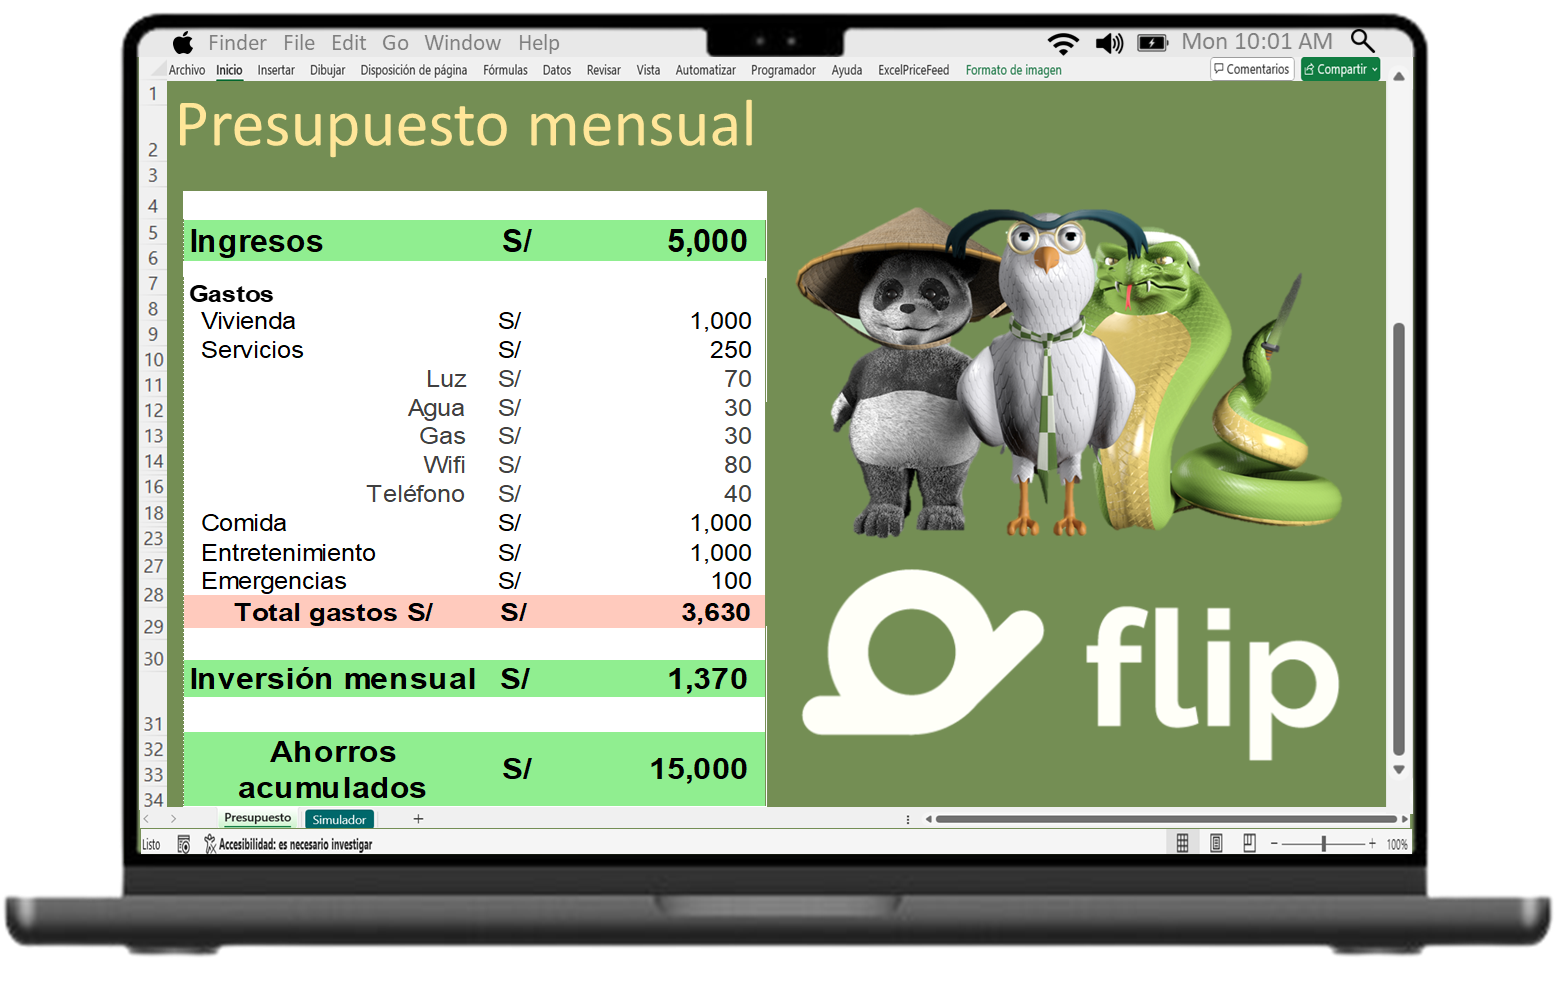 Finder File Edit Go Window Help Mon 10:01 AM
Archivo Inicio Insertar Dibujar Disposición de página Fórmulas Datos Revisar Vista Automatizar Programador Ayuda ExcelPriceFeed Formato de imagen Comentarios Compartir
1
Presupuesto mensual
2
3
4
5
Ingresos S/ 5,000
6
7
Gastos
8
Vivienda S/ 1,000
9
Servicios S/ 250
10
Luz S/ 70
11
Agua S/ 30
12
Gas S/ 30
13
Wifi S/ 80
14
Teléfono S/ 40
16
Comida S/ 1,000
18
Entretenimiento S/ 1,000
23
Emergencias S/ 100
27
Total gastos S/ S/ 3,630
28
29
30
Inversión mensual S/ 1,370
31
Ahorros
acumulados S/ 15,000
32
33
34
flip
Presupuesto Simulador +
Listo Accesibilidad: es necesario investigar - + 100%